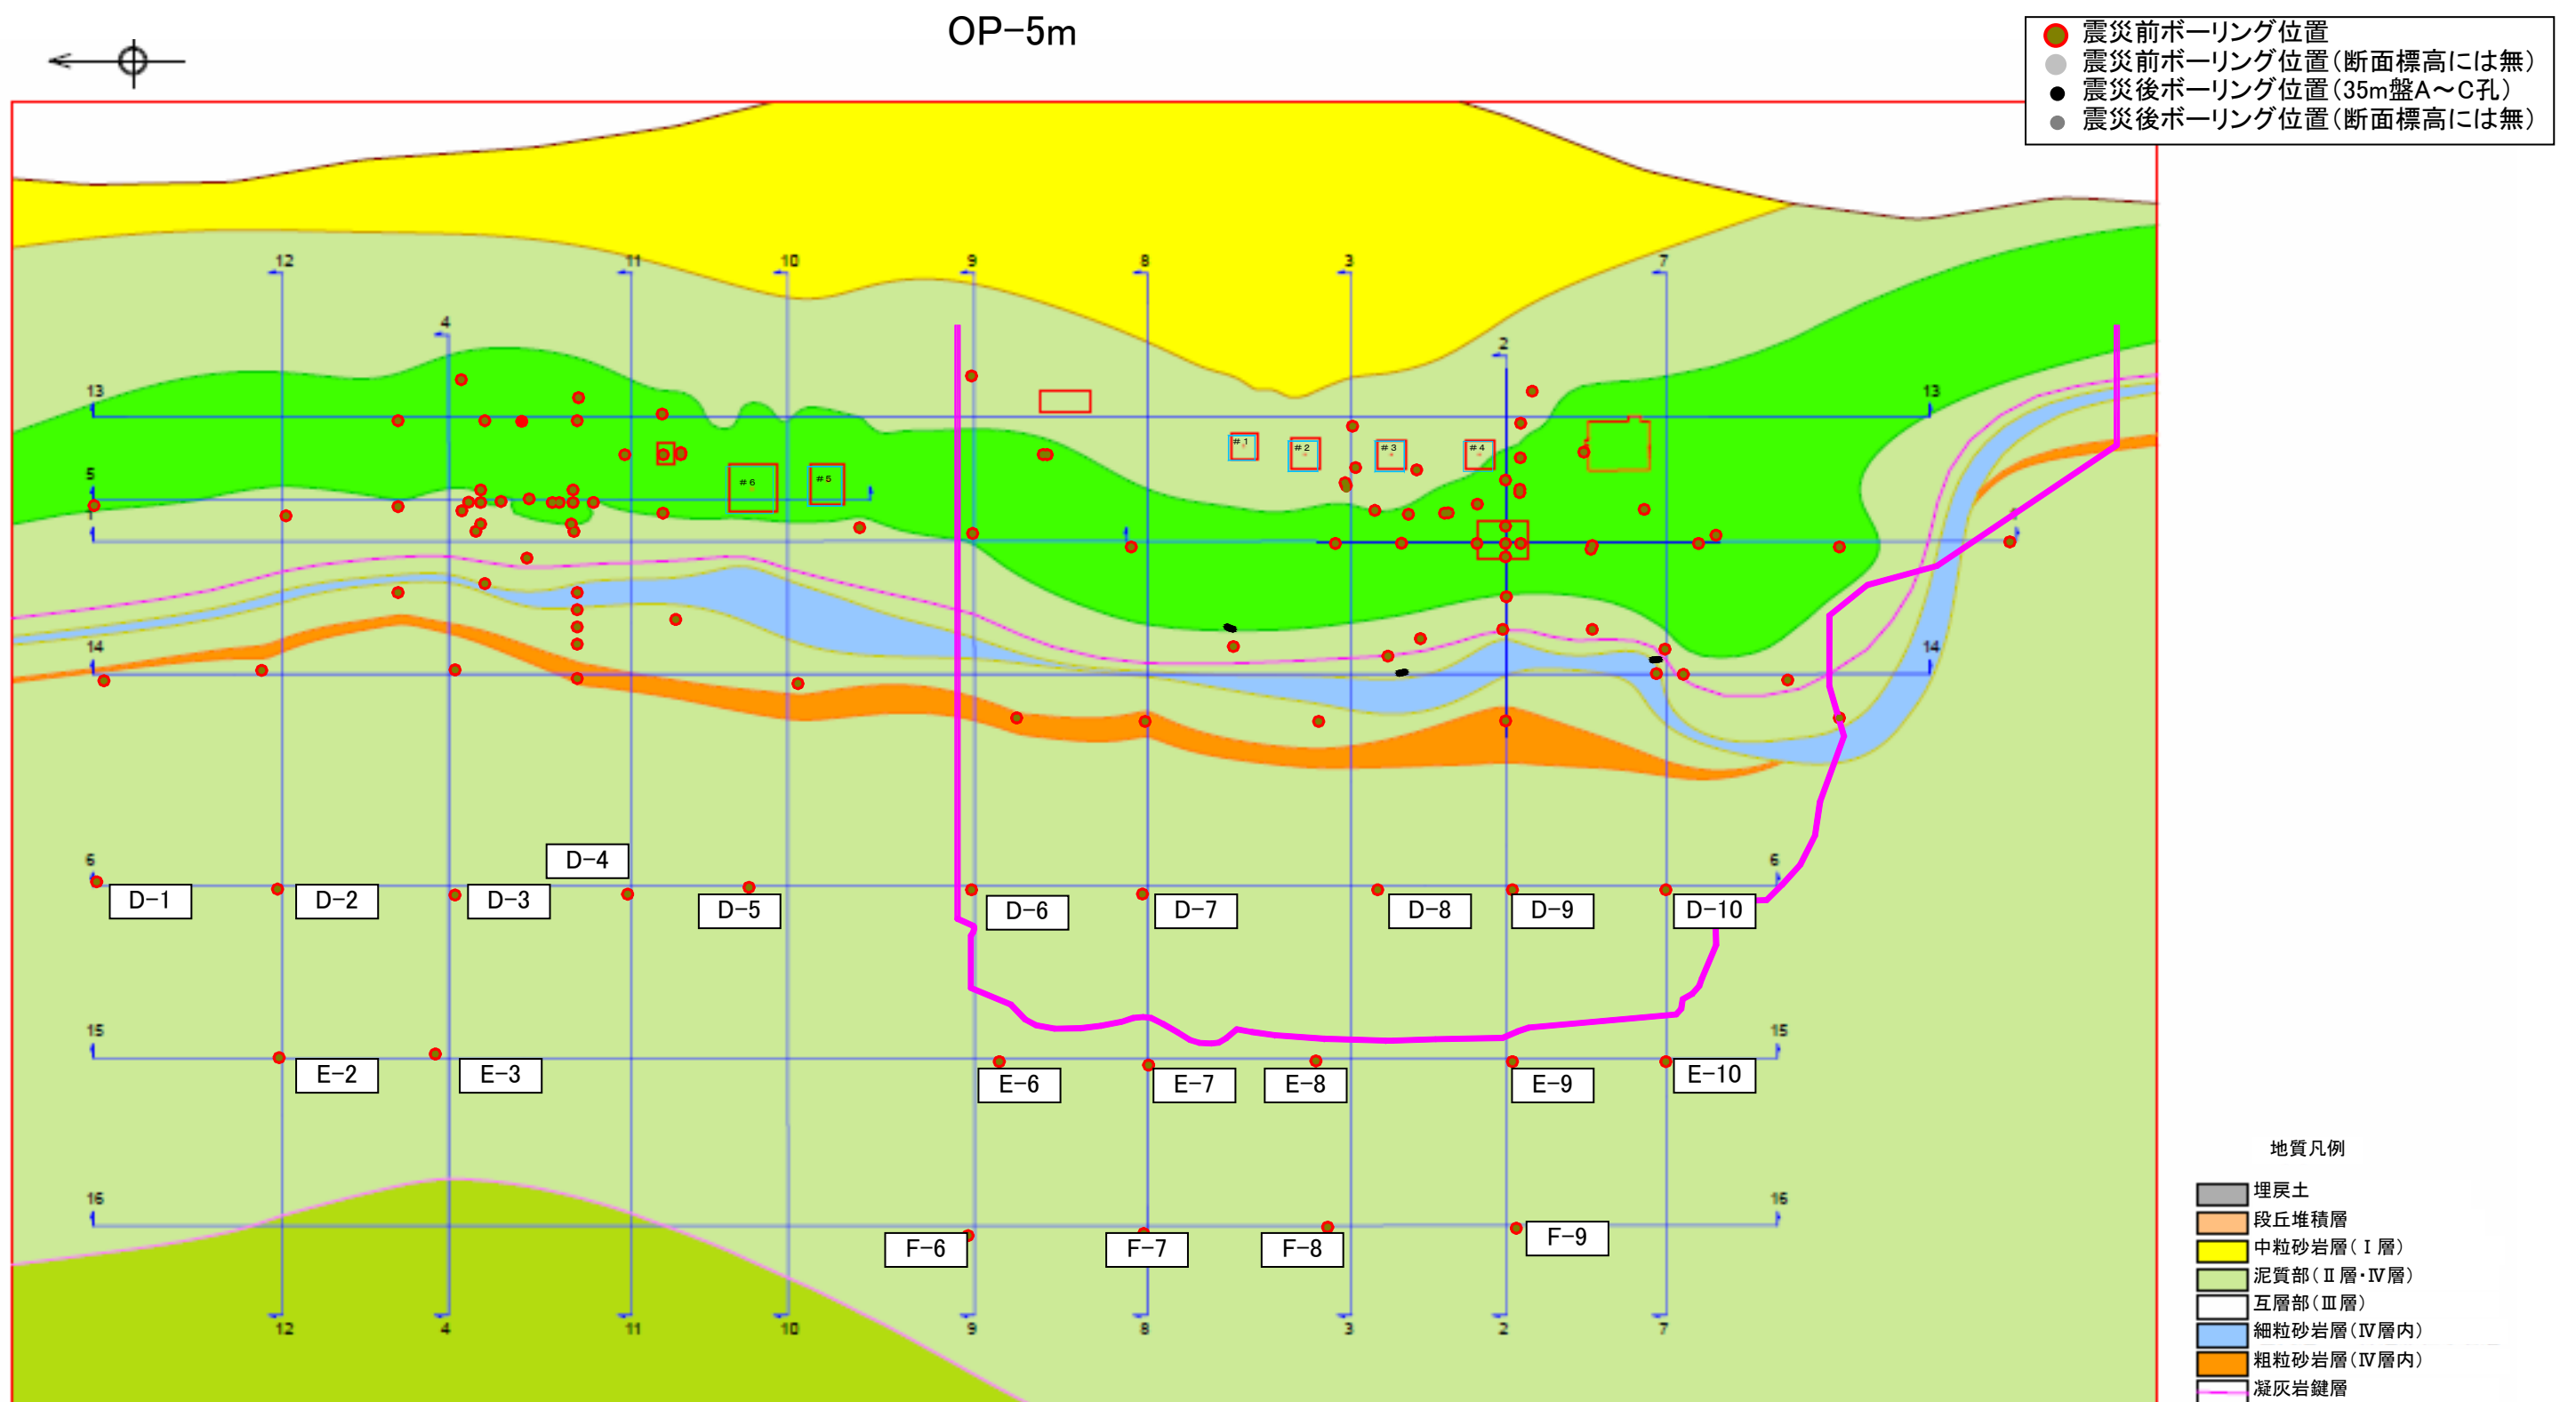 OP-5m
震災前ボーリング位置
震災前ボーリング位置(断面標高には無)
震災後ボーリング位置(35m盤A~C孔)
震災後ボーリング位置(断面標高には無)
12
11
10
9
8
3
7
4
2
13
13
#1
#2
#3
#4
5
#6
#5
14
14
6
D-4
6
D-1
D-2
D-3
D-5
D-6
D-7
D-8
D-9
D-10
15
15
E-2
E-3
E-6
E-7
E-8
E-9
E-10
16
16
F-6
F-7
F-8
F-9
12
4
11
10
9
8
3
2
7
地質凡例
埋戻土
段丘堆積層
中粒砂岩層(Ⅰ層)
泥質部(Ⅱ層・Ⅳ層)
互層部(Ⅲ層)
細粒砂岩層(Ⅳ層内)
粗粒砂岩層(Ⅳ層内)
凝灰岩鍵層